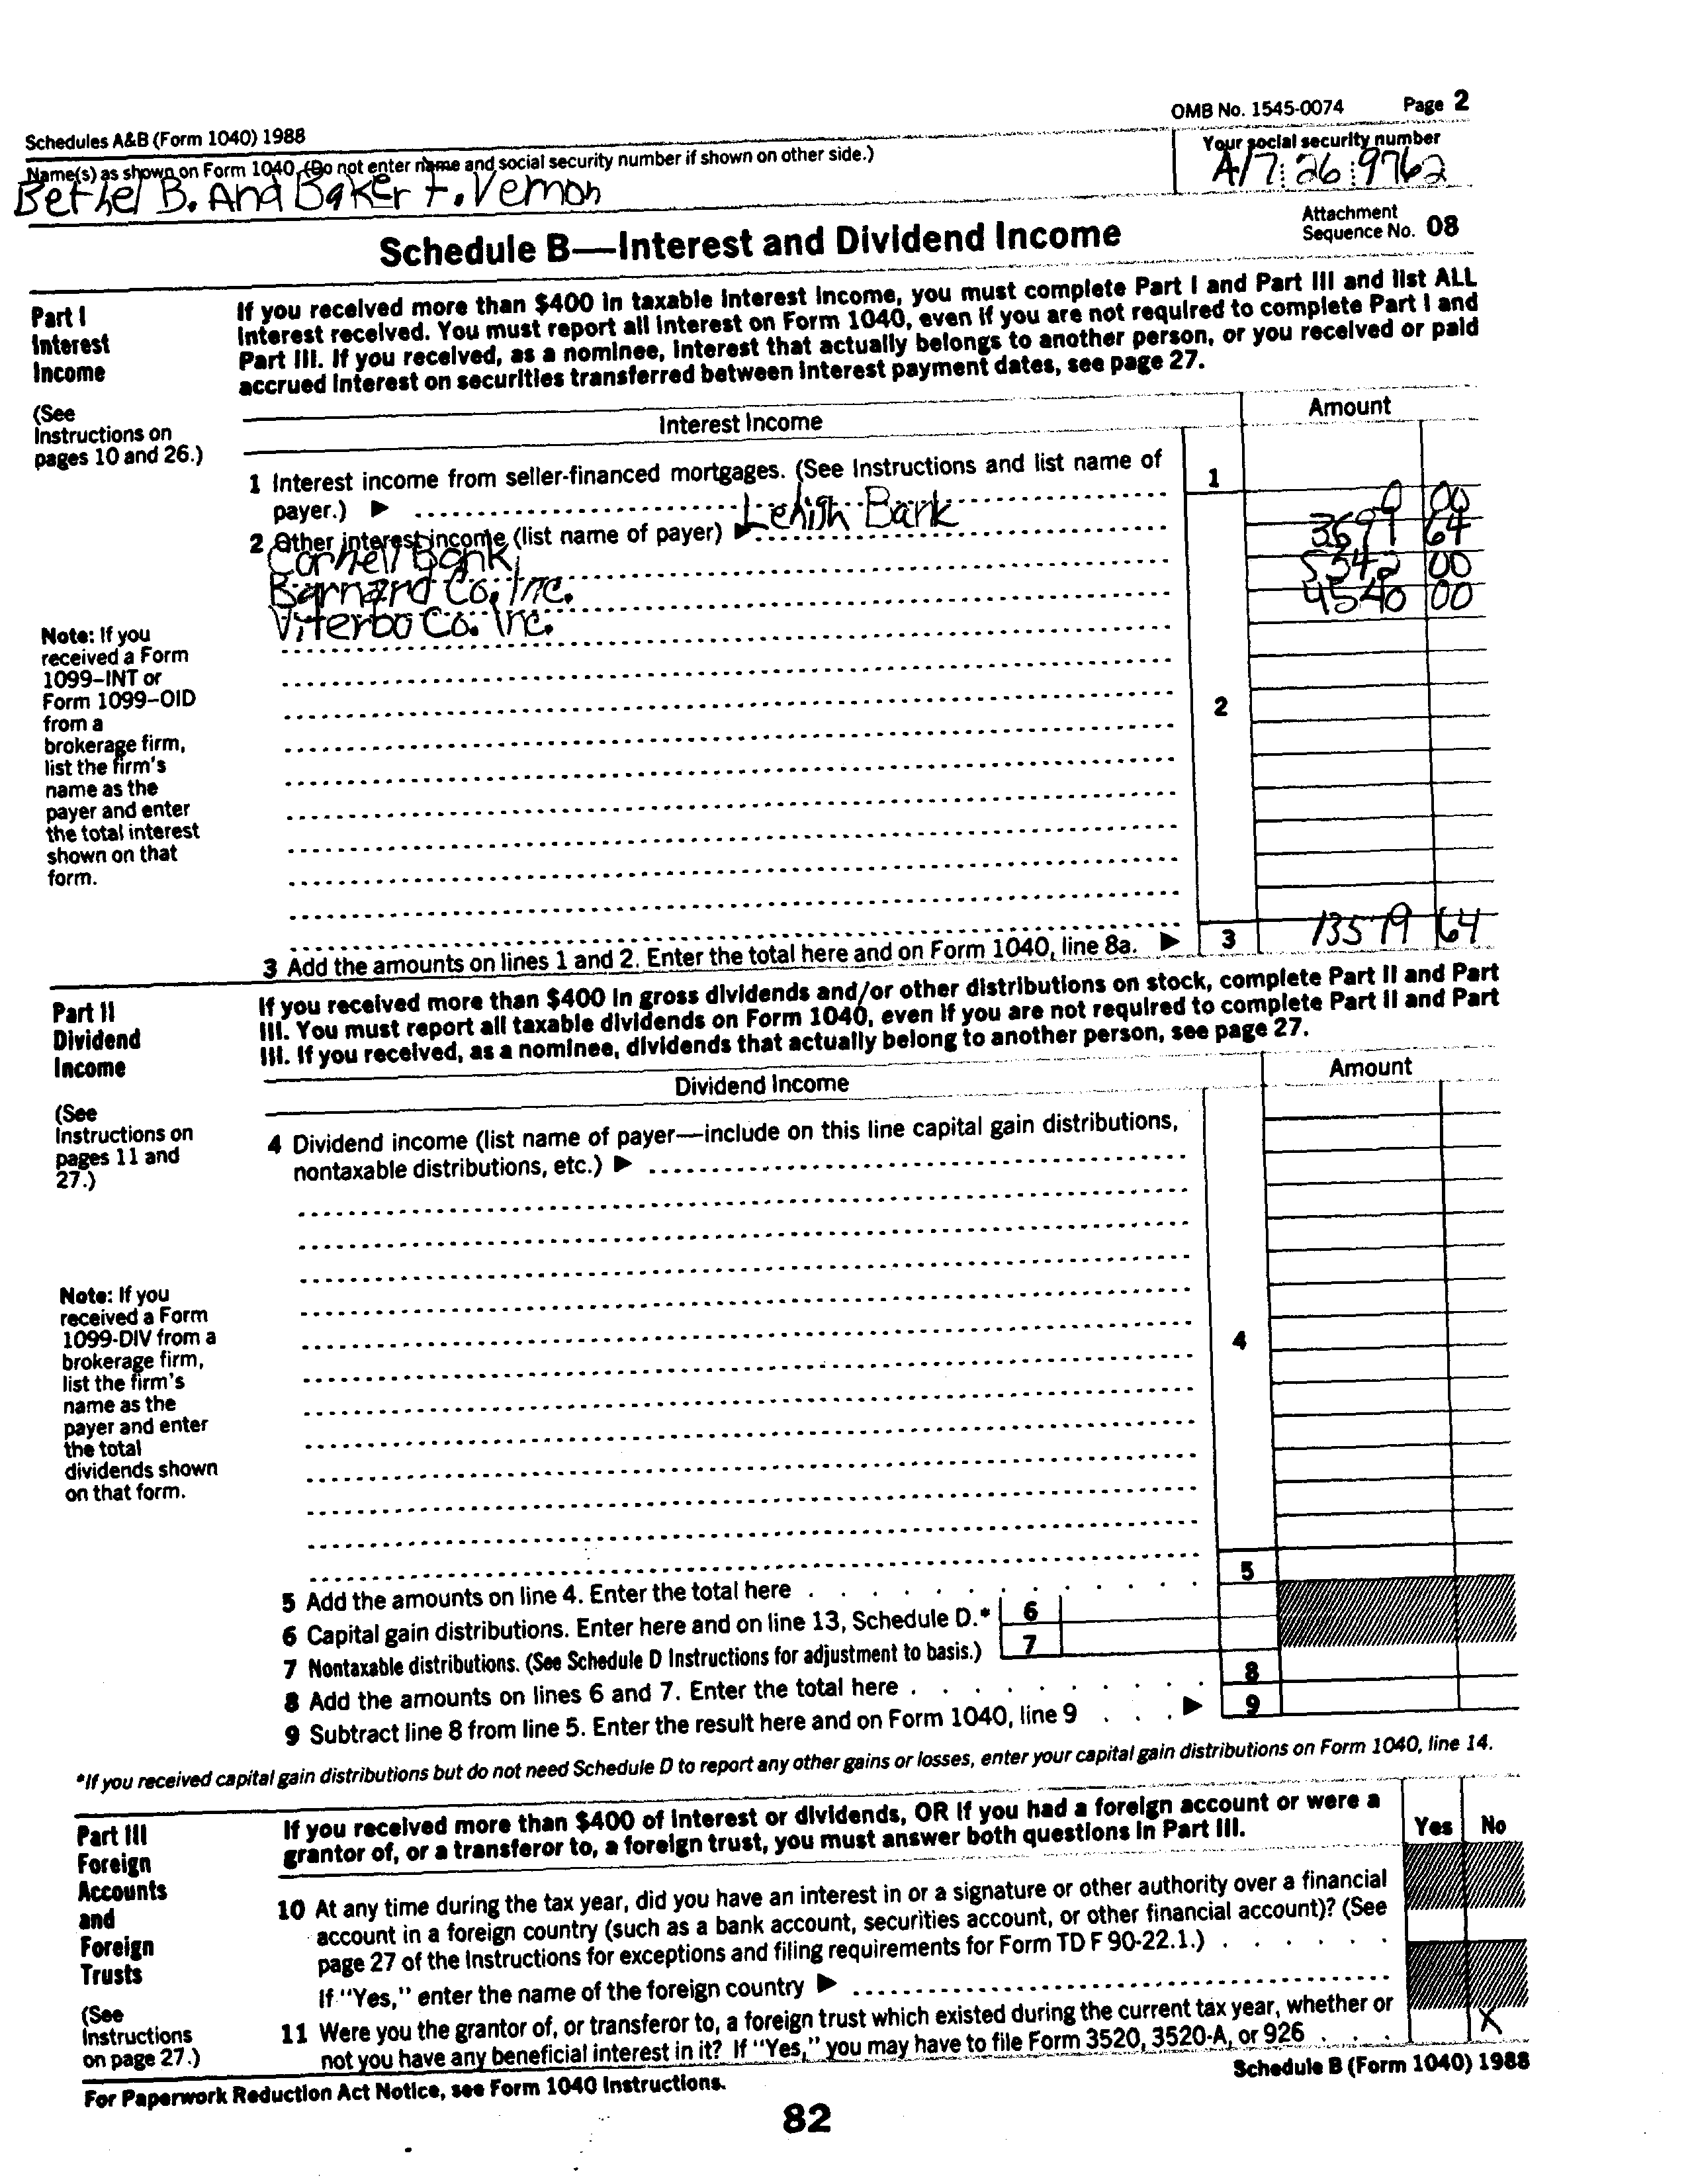 Schedules A&B (Form 1040) 1988
OMB No. 1545-0074
Page 2
Name(s) as shown on Form 1040. (Do not enter name and social security number if shown on other side.)
Your social security number
Bethel B. And Baker F. Vernon
A17 26 9762
Schedule B—Interest and Dividend Income
Attachment
Sequence No. 08
Part I
Interest
Income
(See
Instructions on
pages 10 and 26.)
If you received more than $400 in taxable interest income, you must complete Part I and Part III and list ALL
interest received. You must report all interest on Form 1040, even if you are not required to complete Part I and
Part III. If you received, as a nominee, interest that actually belongs to another person, or you received or paid
accrued interest on securities transferred between interest payment dates, see page 27.
Interest Income
Amount
1 Interest income from seller-financed mortgages. (See Instructions and list name of
payer.) ▶
1
0 00
2 Other interest income (list name of payer) ▶ Lehigh Bank
3697 64
Cornell Bank
5342 00
Barnard Co. Inc.
4540 00
Viterbo Co. Inc.
Note: If you
received a Form
1099–INT or
Form 1099–OID
from a
brokerage firm,
list the firm's
name as the
payer and enter
the total interest
shown on that
form.
2
3 Add the amounts on lines 1 and 2. Enter the total here and on Form 1040, line 8a. ▶
3
13579 64
Part II
Dividend
Income
(See
Instructions on
pages 11 and
27.)
If you received more than $400 in gross dividends and/or other distributions on stock, complete Part II and Part
III. You must report all taxable dividends on Form 1040, even if you are not required to complete Part II and Part
III. If you received, as a nominee, dividends that actually belong to another person, see page 27.
Dividend Income
Amount
4 Dividend income (list name of payer—include on this line capital gain distributions,
nontaxable distributions, etc.) ▶
Note: If you
received a Form
1099-DIV from a
brokerage firm,
list the firm's
name as the
payer and enter
the total
dividends shown
on that form.
4
5 Add the amounts on line 4. Enter the total here
5
6 Capital gain distributions. Enter here and on line 13, Schedule D.*
6
7 Nontaxable distributions. (See Schedule D Instructions for adjustment to basis.)
7
8 Add the amounts on lines 6 and 7. Enter the total here
8
9 Subtract line 8 from line 5. Enter the result here and on Form 1040, line 9 ▶
9
*If you received capital gain distributions but do not need Schedule D to report any other gains or losses, enter your capital gain distributions on Form 1040, line 14.
Part III
Foreign
Accounts
and
Foreign
Trusts
(See
Instructions
on page 27.)
If you received more than $400 of interest or dividends, OR if you had a foreign account or were a
grantor of, or a transferor to, a foreign trust, you must answer both questions in Part III.
Yes No
10 At any time during the tax year, did you have an interest in or a signature or other authority over a financial
account in a foreign country (such as a bank account, securities account, or other financial account)? (See
page 27 of the Instructions for exceptions and filing requirements for Form TD F 90-22.1.)
If "Yes," enter the name of the foreign country ▶
11 Were you the grantor of, or transferor to, a foreign trust which existed during the current tax year, whether or
not you have any beneficial interest in it? If "Yes," you may have to file Form 3520, 3520-A, or 926
X
For Paperwork Reduction Act Notice, see Form 1040 Instructions.
Schedule B (Form 1040) 1988
82